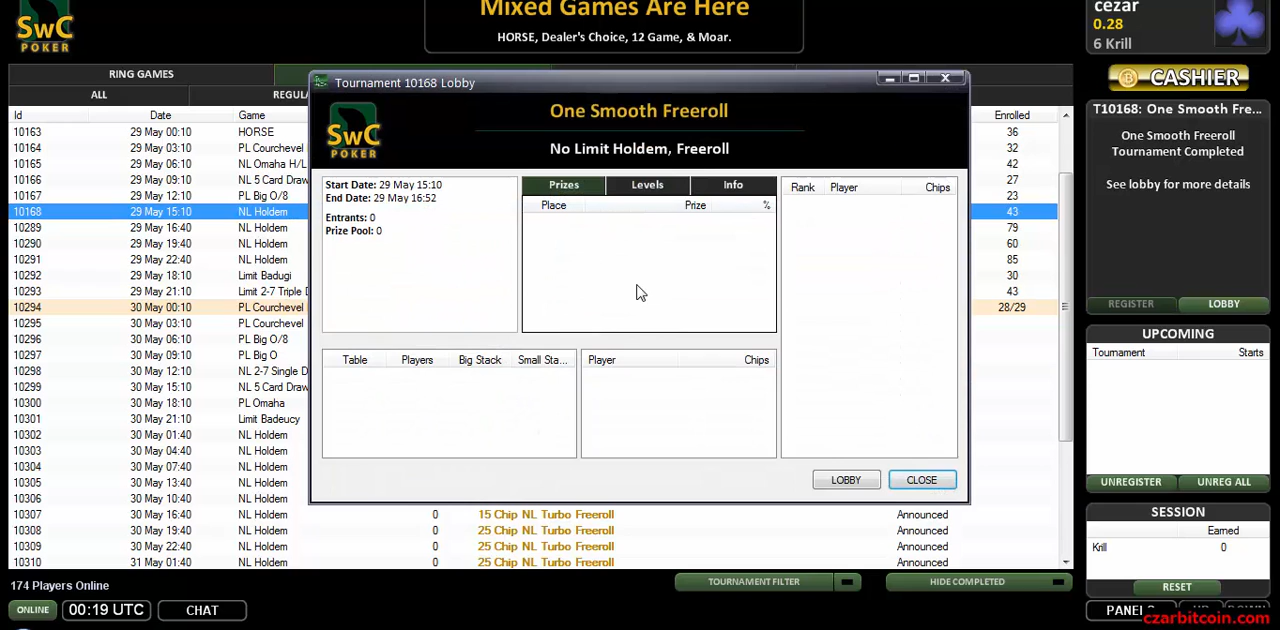 SwC
POKER
Mixed Games Are Here
HORSE, Dealer's Choice, 12 Game, & Moar.
cezar
0.28
6 Krill
CASHIER
RING GAMES
ALL
REGUL
Id Date Game Enrolled
10163 29 May 00:10 HORSE 36
10164 29 May 03:10 PL Courchevel 32
10165 29 May 06:10 NL Omaha H/L 42
10166 29 May 09:10 NL 5 Card Draw 27
10167 29 May 12:10 PL Big O/8 23
10168 29 May 15:10 NL Holdem 43
10289 29 May 16:40 NL Holdem 79
10290 29 May 19:40 NL Holdem 60
10291 29 May 22:40 NL Holdem 85
10292 29 May 18:10 Limit Badugi 30
10293 29 May 21:10 Limit 2-7 Triple D 43
10294 30 May 00:10 PL Courchevel 28/29
10295 30 May 03:10 PL Courchevel
10296 30 May 06:10 PL Big O/8
10297 30 May 09:10 PL Big O
10298 30 May 12:10 NL 2-7 Single D
10299 30 May 15:10 NL 5 Card Draw
10300 30 May 18:10 PL Omaha
10301 30 May 21:10 Limit Badeucy
10302 30 May 01:40 NL Holdem
10303 30 May 04:40 NL Holdem
10304 30 May 07:40 NL Holdem
10305 30 May 13:40 NL Holdem
10306 30 May 10:40 NL Holdem
10307 30 May 16:40 NL Holdem 0 15 Chip NL Turbo Freeroll Announced
10308 30 May 19:40 NL Holdem 0 25 Chip NL Turbo Freeroll Announced
10309 30 May 22:40 NL Holdem 0 25 Chip NL Turbo Freeroll Announced
10310 31 May 01:40 NL Holdem 0 25 Chip NL Turbo Freeroll Announced
Tournament 10168 Lobby
SwC
POKER
One Smooth Freeroll
No Limit Holdem, Freeroll
Start Date: 29 May 15:10
End Date: 29 May 16:52
Entrants: 0
Prize Pool: 0
Prizes Levels Info
Place Prize %
Rank Player Chips
Table Players Big Stack Small Sta...
Player Chips
LOBBY CLOSE
T10168: One Smooth Fre...
One Smooth Freeroll
Tournament Completed
See lobby for more details
REGISTER LOBBY
UPCOMING
Tournament Starts
UNREGISTER UNREG ALL
SESSION
Earned
Krill 0
RESET
174 Players Online
TOURNAMENT FILTER
HIDE COMPLETED
ONLINE 00:19 UTC CHAT
czarbitcoin.com